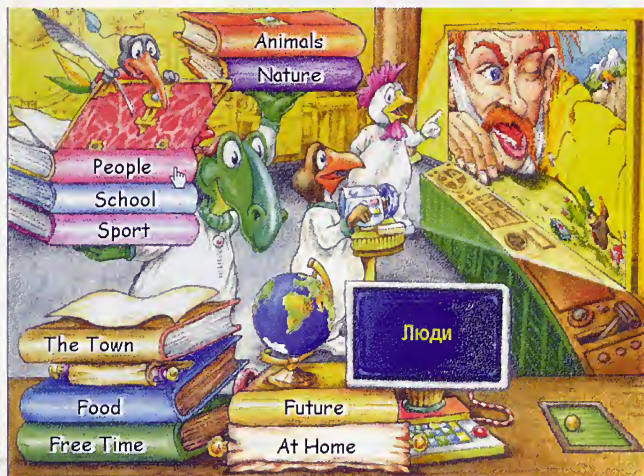 Animals
Nature
People
School
Sport
The Town
Food
Free Time
Люди
Future
At Home